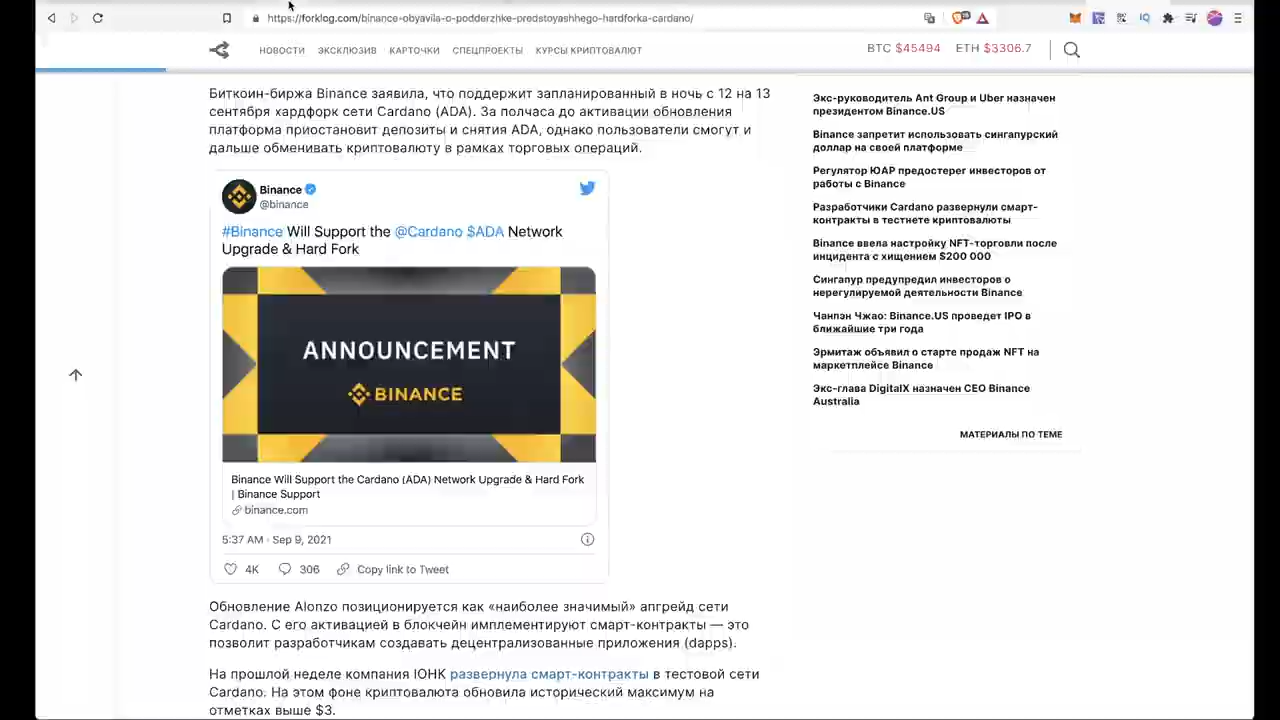 https://forklog.com/binance-obyavila-o-podderzhke-predstoyashhego-hardforka-cardano/
НОВОСТИ ЭКСКЛЮЗИВ КАРТОЧКИ СПЕЦПРОЕКТЫ КУРСЫ КРИПТОВАЛЮТ
BTC $45494 ETH $3306.7
Биткоин-биржа Binance заявила, что поддержит запланированный в ночь с 12 на 13
сентября хардфорк сети Cardano (ADA). За полчаса до активации обновления
платформа приостановит депозиты и снятия ADA, однако пользователи смогут и
дальше обменивать криптовалюту в рамках торговых операций.
Binance
@binance
#Binance Will Support the @Cardano $ADA Network
Upgrade & Hard Fork
ANNOUNCEMENT
BINANCE
Binance Will Support the Cardano (ADA) Network Upgrade & Hard Fork
| Binance Support
binance.com
5:37 AM · Sep 9, 2021
4K 306 Copy link to Tweet
Обновление Alonzo позиционируется как «наиболее значимый» апгрейд сети
Cardano. С его активацией в блокчейн имплементируют смарт-контракты — это
позволит разработчикам создавать децентрализованные приложения (dapps).
На прошлой неделе компания IOHK развернула смарт-контракты в тестовой сети
Cardano. На этом фоне криптовалюта обновила исторический максимум на
отметках выше $3.
Экс-руководитель Ant Group и Uber назначен
президентом Binance.US
Binance запретит использовать сингапурский
доллар на своей платформе
Регулятор ЮАР предостерег инвесторов от
работы с Binance
Разработчики Cardano развернули смарт-
контракты в тестнете криптовалюты
Binance ввела настройку NFT-торговли после
инцидента с хищением $200 000
Сингапур предупредил инвесторов о
нерегулируемой деятельности Binance
Чанпэн Чжао: Binance.US проведет IPO в
ближайшие три года
Эрмитаж объявил о старте продаж NFT на
маркетплейсе Binance
Экс-глава DigitalX назначен CEO Binance
Australia
МАТЕРИАЛЫ ПО ТЕМЕ